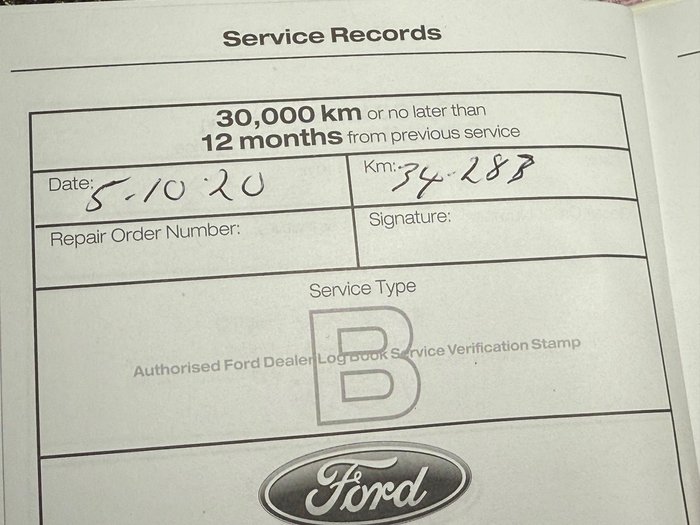 Service Records
30,000 km or no later than
12 months from previous service
Date: 5-10-20
Km: 34-283
Repair Order Number:
Signature:
Service Type
B
Authorised Ford Dealer Log Book Service Verification Stamp
Ford